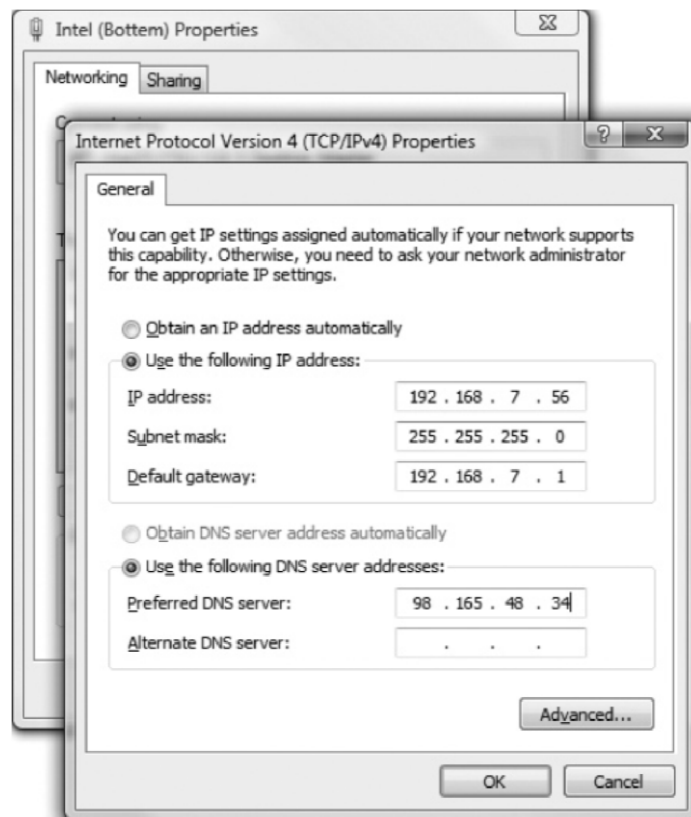 Intel (Bottem) Properties
Networking
Sharing
Internet Protocol Version 4 (TCP/IPv4) Properties
General
You can get IP settings assigned automatically if your network supports
this capability. Otherwise, you need to ask your network administrator
for the appropriate IP settings.
Obtain an IP address automatically
Use the following IP address:
IP address: 192 . 168 . 7 . 56
Subnet mask: 255 . 255 . 255 . 0
Default gateway: 192 . 168 . 7 . 1
Obtain DNS server address automatically
Use the following DNS server addresses:
Preferred DNS server: 98 . 165 . 48 . 34
Alternate DNS server: . . .
Advanced...
OK Cancel